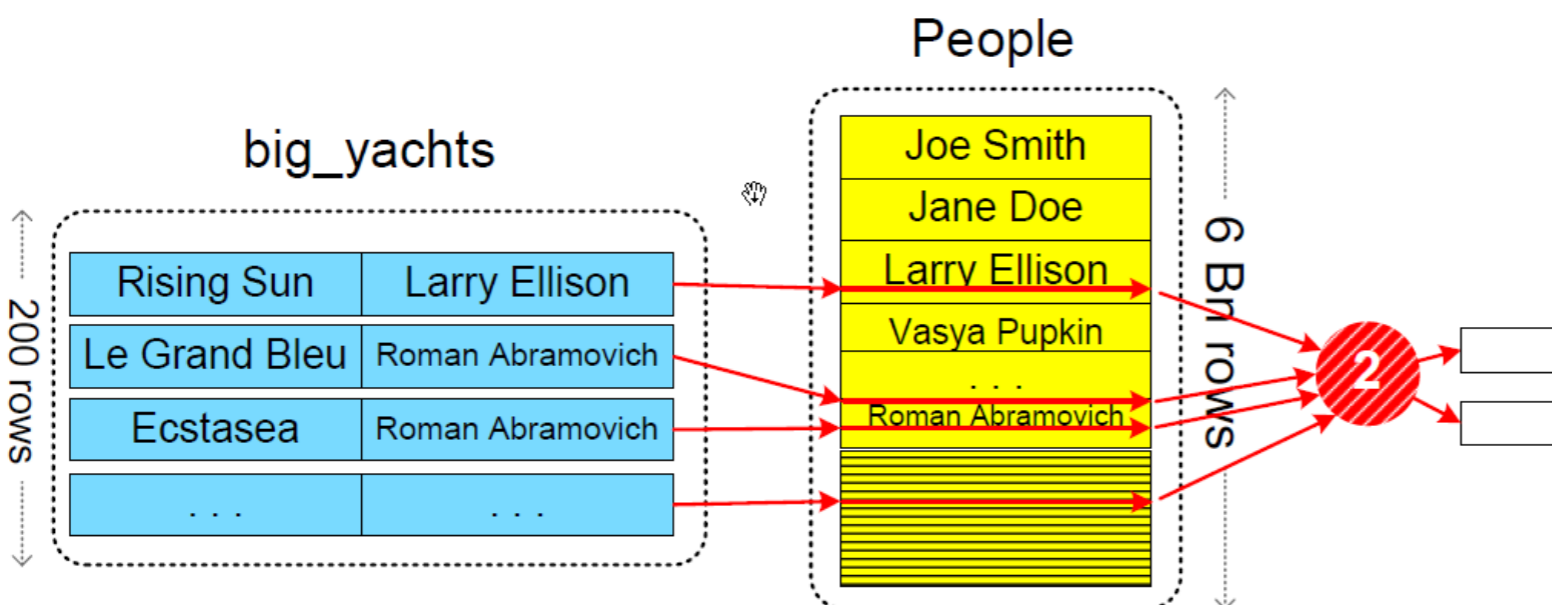 People
big_yachts
Joe Smith
Jane Doe
Larry Ellison
Vasya Pupkin
. . .
Roman Abramovich
6 Bn rows
200 rows
Rising Sun Larry Ellison
Le Grand Bleu Roman Abramovich
Ecstasea Roman Abramovich
. . . . . .
2